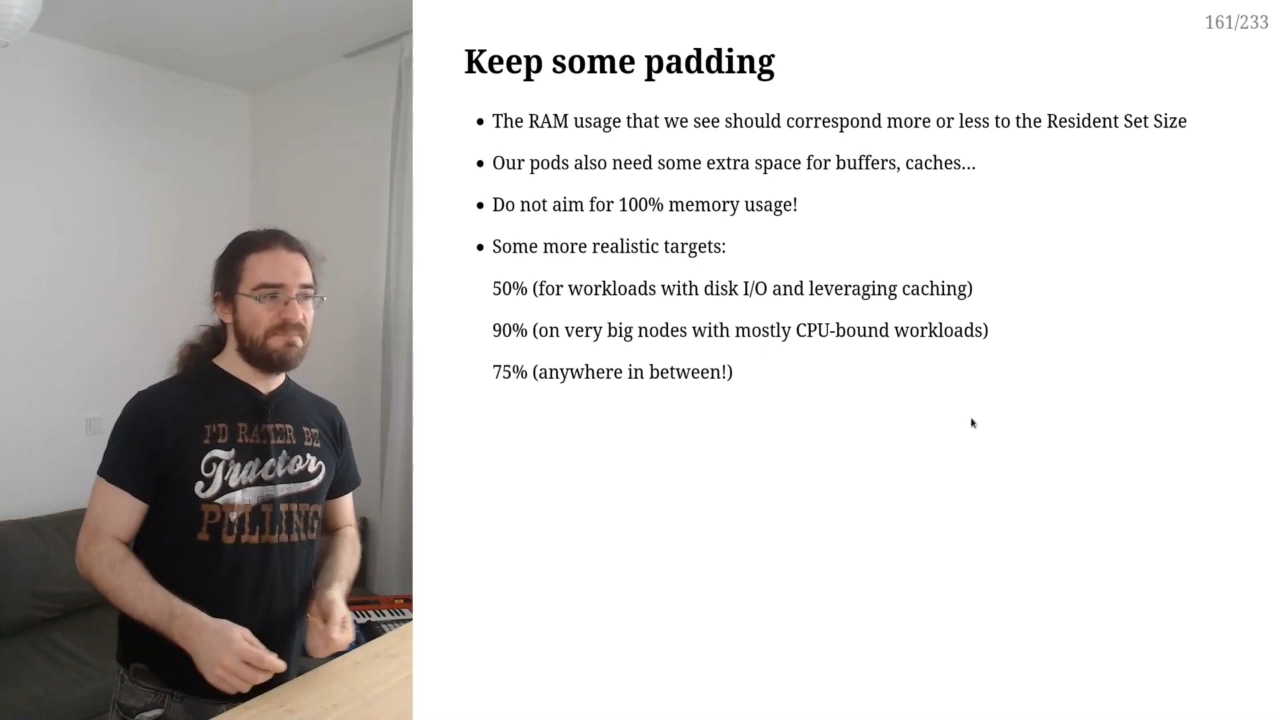 161/233
Keep some padding
• The RAM usage that we see should correspond more or less to the Resident Set Size
• Our pods also need some extra space for buffers, caches...
• Do not aim for 100% memory usage!
• Some more realistic targets:
50% (for workloads with disk I/O and leveraging caching)
90% (on very big nodes with mostly CPU-bound workloads)
75% (anywhere in between!)
I'D RATHER BE
Tractor
PULLING